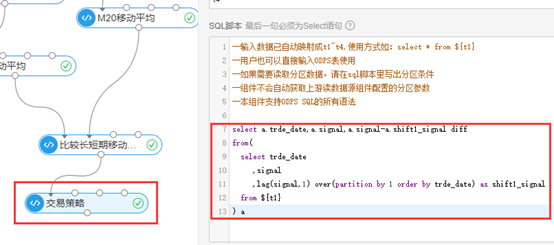 M20移动平均
动平均
比较长短期移动...
交易策略
SQL脚本 最后一句必须为Select语句
1 —输入数据已自动映射成t1~t4,使用方式如: select * from ${t1}
2 —用户也可以直接输入ODPS表使用
3 —如果需要读取分区数据，请在sql脚本里写出分区条件
4 —组件不会自动获取上游读数据源组件配置的分区参数
5 —本组件支持ODPS SQL的所有语法
6
7 select a.trde_date,a.signal,a.signal-a.shift1_signal diff
8 from(
9 select trde_date
10 ,signal
11 ,lag(signal,1) over(partition by 1 order by trde_date) as shift1_signal
12 from ${t1}
13 ) a